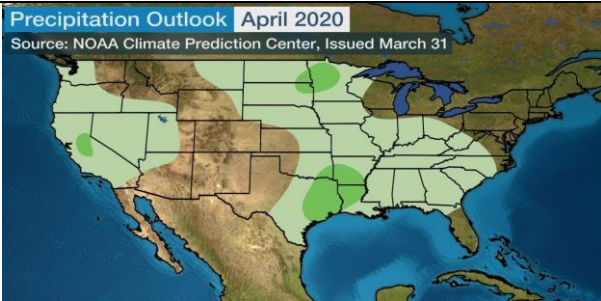 Precipitation Outlook April 2020
Source: NOAA Climate Prediction Center, Issued March 31